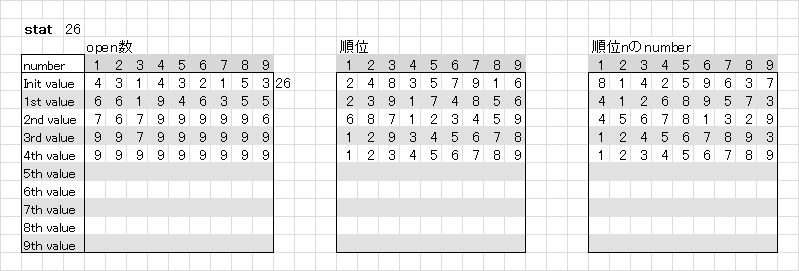 stat 26
open数 順位 順位nのnumber
number 1 2 3 4 5 6 7 8 9 1 2 3 4 5 6 7 8 9 1 2 3 4 5 6 7 8 9
Init value 4 3 1 4 3 2 1 5 3 26 2 4 8 3 5 7 9 1 6 8 1 4 2 5 9 6 3 7
1st value 6 6 1 9 4 6 3 5 5 2 3 9 1 7 4 8 5 6 4 1 2 6 8 9 5 7 3
2nd value 7 6 7 9 9 9 9 9 6 6 8 7 1 2 3 4 5 9 4 5 6 7 8 1 3 2 9
3rd value 9 9 7 9 9 9 9 9 9 1 2 9 3 4 5 6 7 8 1 2 4 5 6 7 8 9 3
4th value 9 9 9 9 9 9 9 9 9 1 2 3 4 5 6 7 8 9 1 2 3 4 5 6 7 8 9
5th value
6th value
7th value
8th value
9th value